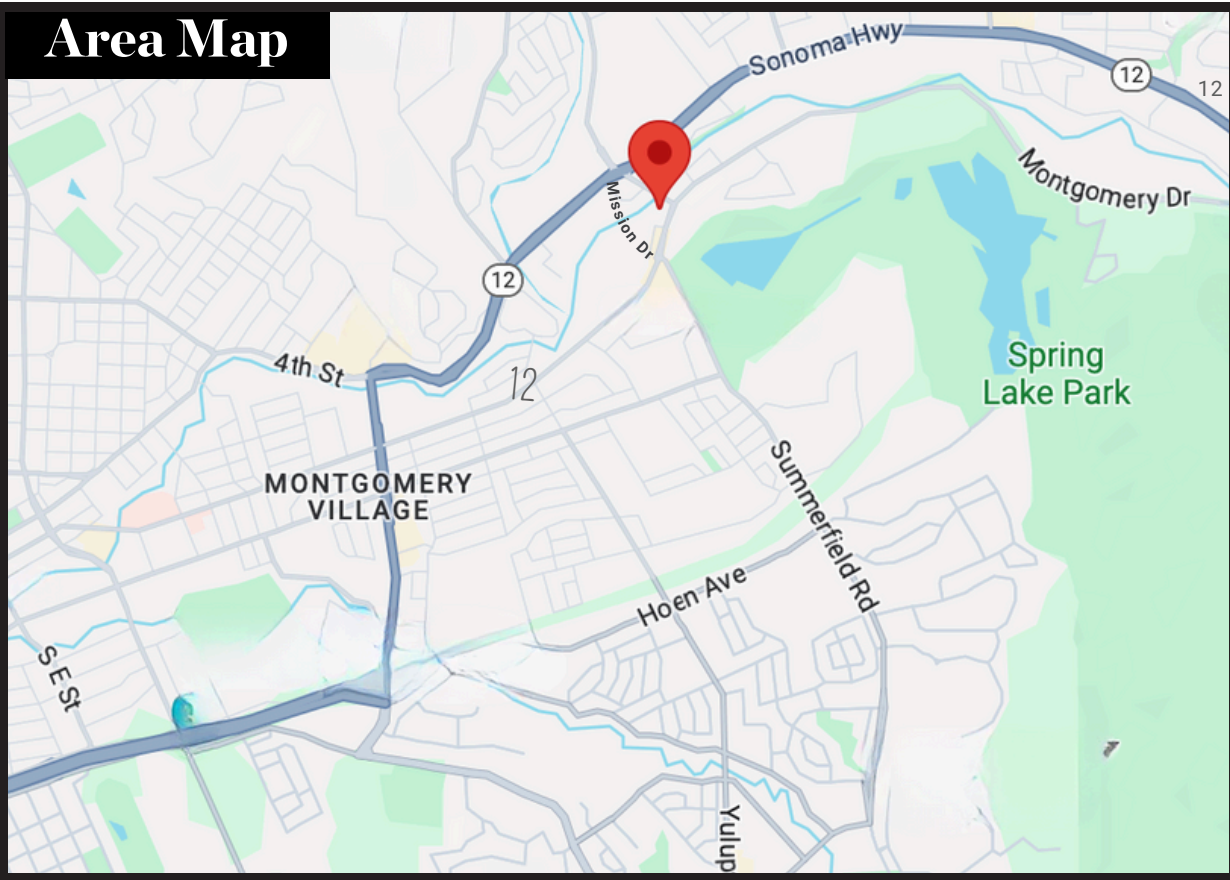 Area Map
Sonoma Hwy
12
12
Mission Dr
Montgomery Dr
12
4th St
12
Spring
Lake Park
MONTGOMERY
VILLAGE
Summerfield Rd
Hoen Ave
S E St
Yulup